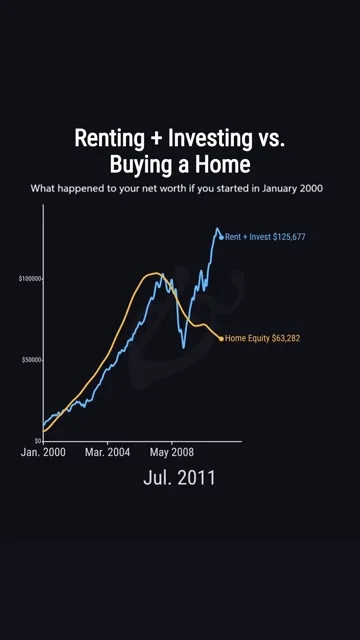 Renting + Investing vs.
Buying a Home
What happened to your net worth if you started in January 2000
Rent + Invest $125,677
$100000
Home Equity $63,282
$50000
$0
Jan. 2000
Mar. 2004
May 2008
Jul. 2011